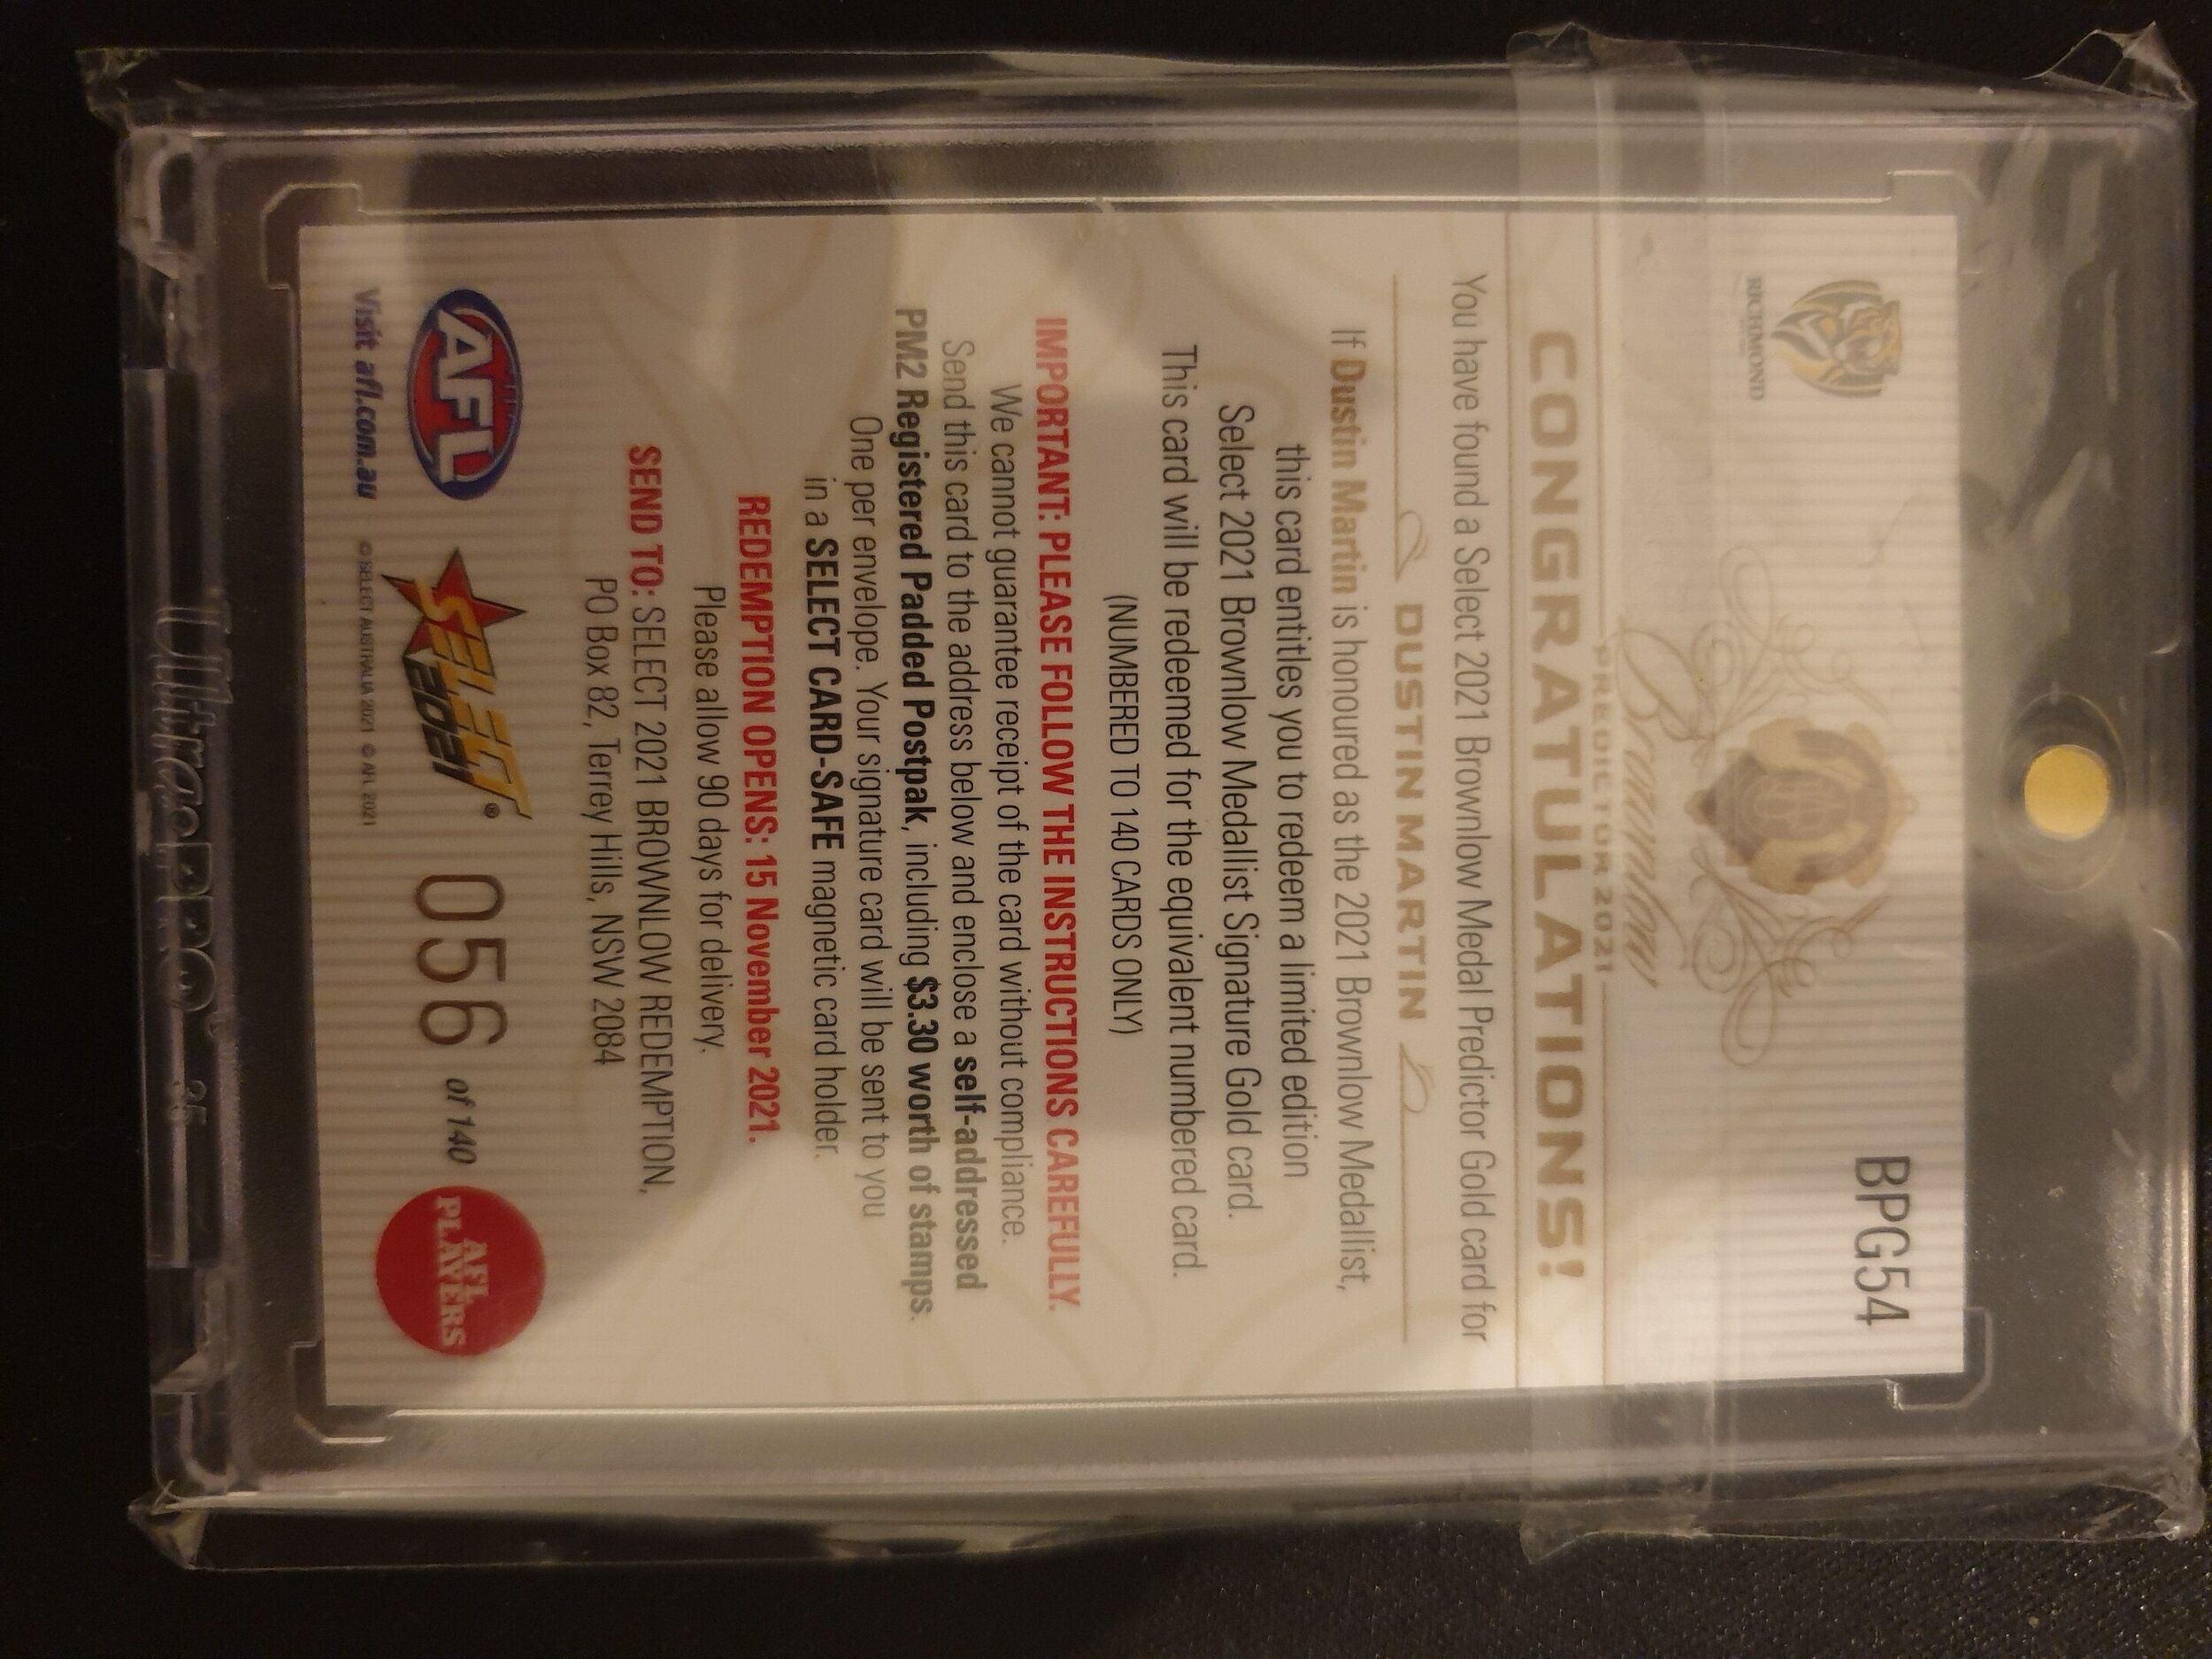 BPG54
RICHMOND
Brownlow
PREDICTOR 2021
CONGRATULATIONS!
You have found a Select 2021 Brownlow Medal Predictor Gold card for
DUSTIN MARTIN
If Dustin Martin is honoured as the 2021 Brownlow Medallist,
this card entitles you to redeem a limited edition
Select 2021 Brownlow Medallist Signature Gold card.
This card will be redeemed for the equivalent numbered card.
(NUMBERED TO 140 CARDS ONLY)
IMPORTANT: PLEASE FOLLOW THE INSTRUCTIONS CAREFULLY.
We cannot guarantee receipt of the card without compliance.
Send this card to the address below and enclose a self-addressed
PM2 Registered Padded Postpak, including $3.30 worth of stamps.
One per envelope. Your signature card will be sent to you
in a SELECT CARD-SAFE magnetic card holder.
REDEMPTION OPENS: 15 November 2021.
Please allow 90 days for delivery.
SEND TO: SELECT 2021 BROWNLOW REDEMPTION,
PO Box 82, Terrey Hills, NSW 2084
AFL
SELECT®
2021
056 of 140
AFL
PLAYERS
Visit afl.com.au
© SELECT AUSTRALIA 2021 © AFL 2021
UltraPRO®